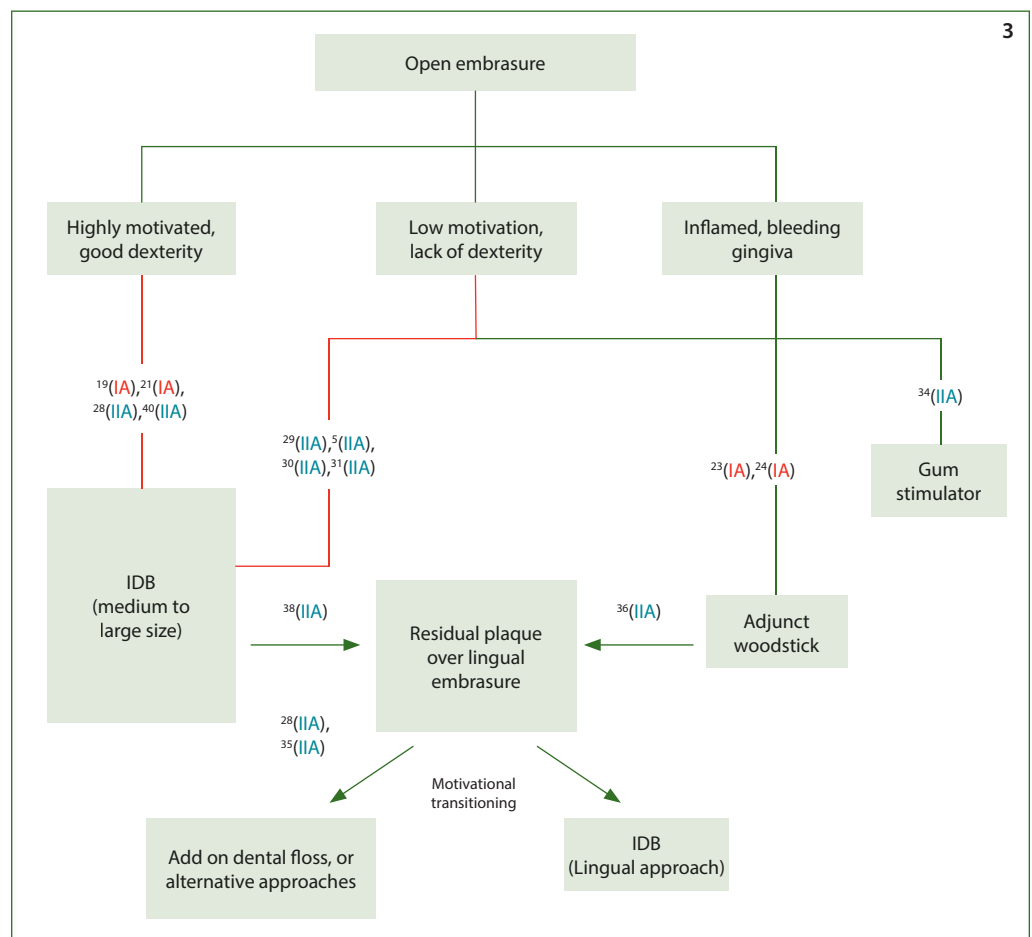 3
Open embrasure
Highly motivated,
good dexterity
Low motivation,
lack of dexterity
Inflamed, bleeding
gingiva
19(IA),21(IA),
28(IIA),40(IIA)
34(IIA)
29(IIA),5(IIA),
30(IIA),31(IIA)
23(IA),24(IA)
Gum
stimulator
IDB
(medium to
large size)
38(IIA)
Residual plaque
over lingual
embrasure
36(IIA)
Adjunct
woodstick
28(IIA),
35(IIA)
Motivational
transitioning
Add on dental floss, or
alternative approaches
IDB
(Lingual approach)